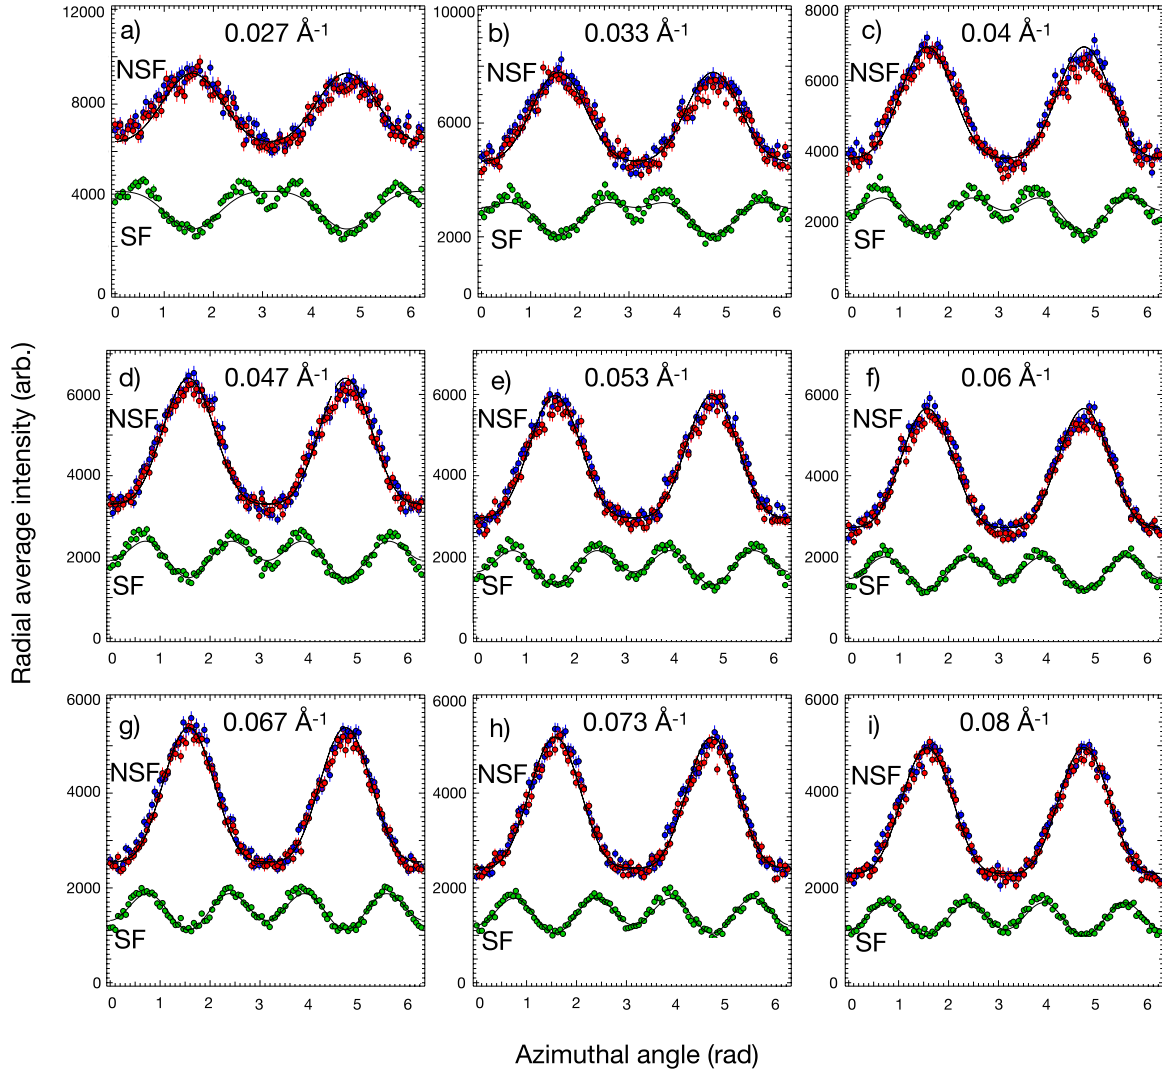 a) 0.027 Å-1
b) 0.033 Å-1
c) 0.04 Å-1
12000
NSF
8000
4000
SF
0
0 1 2 3 4 5 6
10000
NSF
6000
2000
SF
0
0 1 2 3 4 5 6
8000
NSF
6000
4000
2000
SF
0
0 1 2 3 4 5 6
Radial average intensity (arb.)
d) 0.047 Å-1
e) 0.053 Å-1
f) 0.06 Å-1
6000
NSF
4000
2000
SF
0
0 1 2 3 4 5 6
6000
NSF
4000
2000
SF
0
0 1 2 3 4 5 6
6000
NSF
4000
2000
SF
0
0 1 2 3 4 5 6
g) 0.067 Å-1
h) 0.073 Å-1
i) 0.08 Å-1
6000
NSF
4000
2000
SF
0
0 1 2 3 4 5 6
6000
NSF
4000
2000
SF
0
0 1 2 3 4 5 6
6000
NSF
4000
2000
SF
0
0 1 2 3 4 5 6
Azimuthal angle (rad)